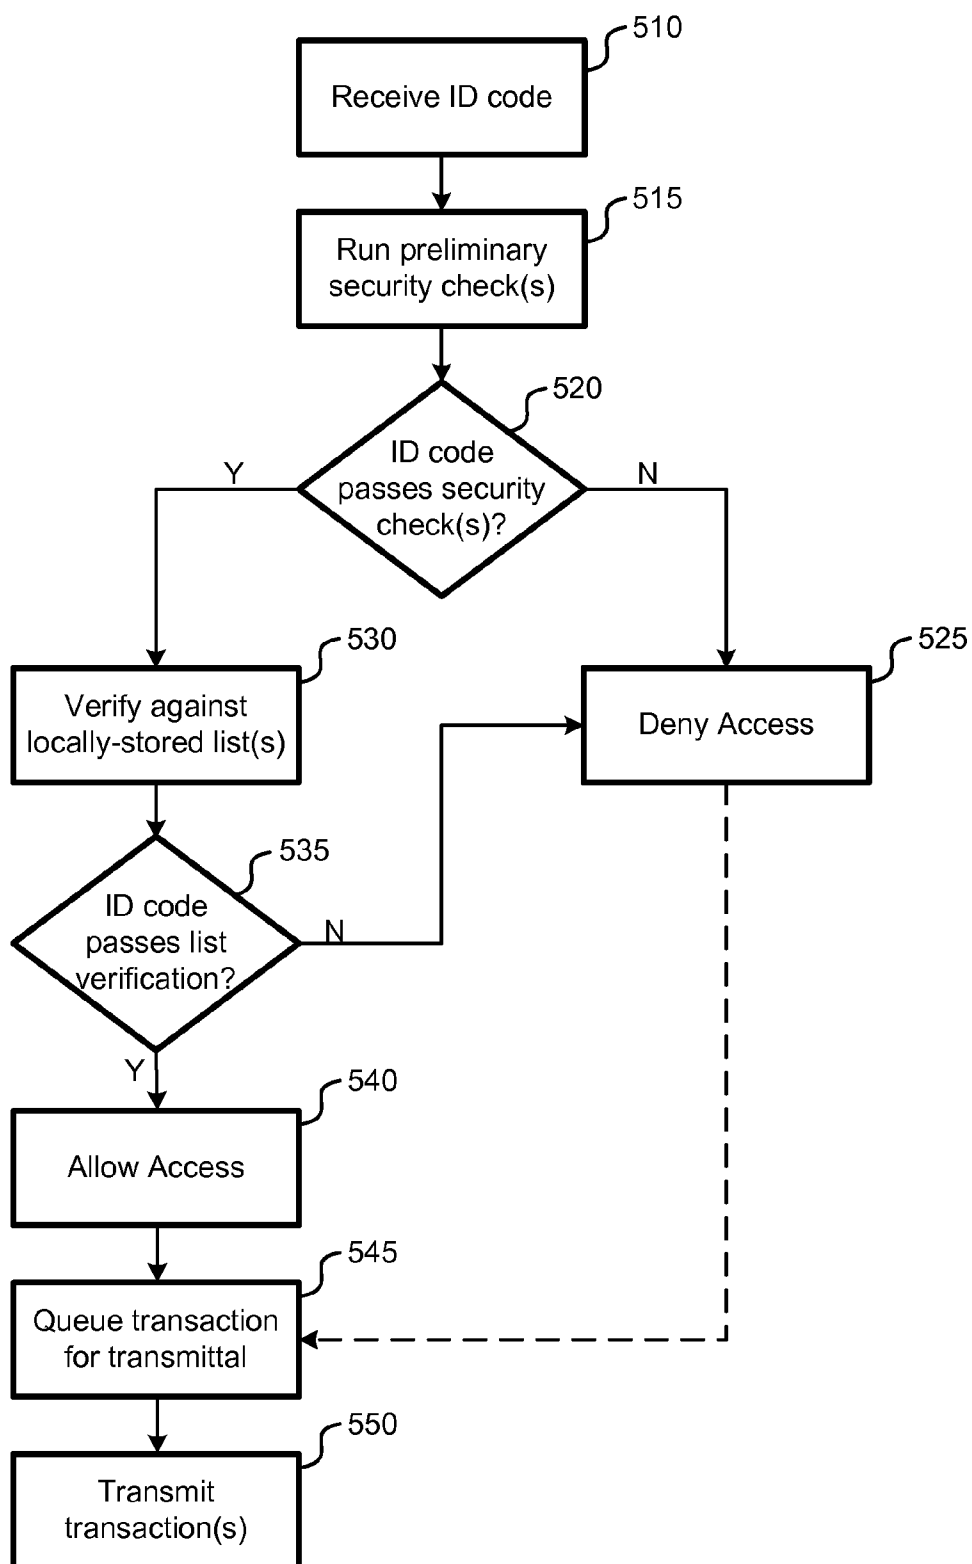 510
Receive ID code
515
Run preliminary
security check(s)
520
ID code
passes security
check(s)?
Y
N
530
525
Verify against
locally-stored list(s)
Deny Access
535
ID code
passes list
verification?
N
Y
540
Allow Access
545
Queue transaction
for transmittal
550
Transmit
transaction(s)